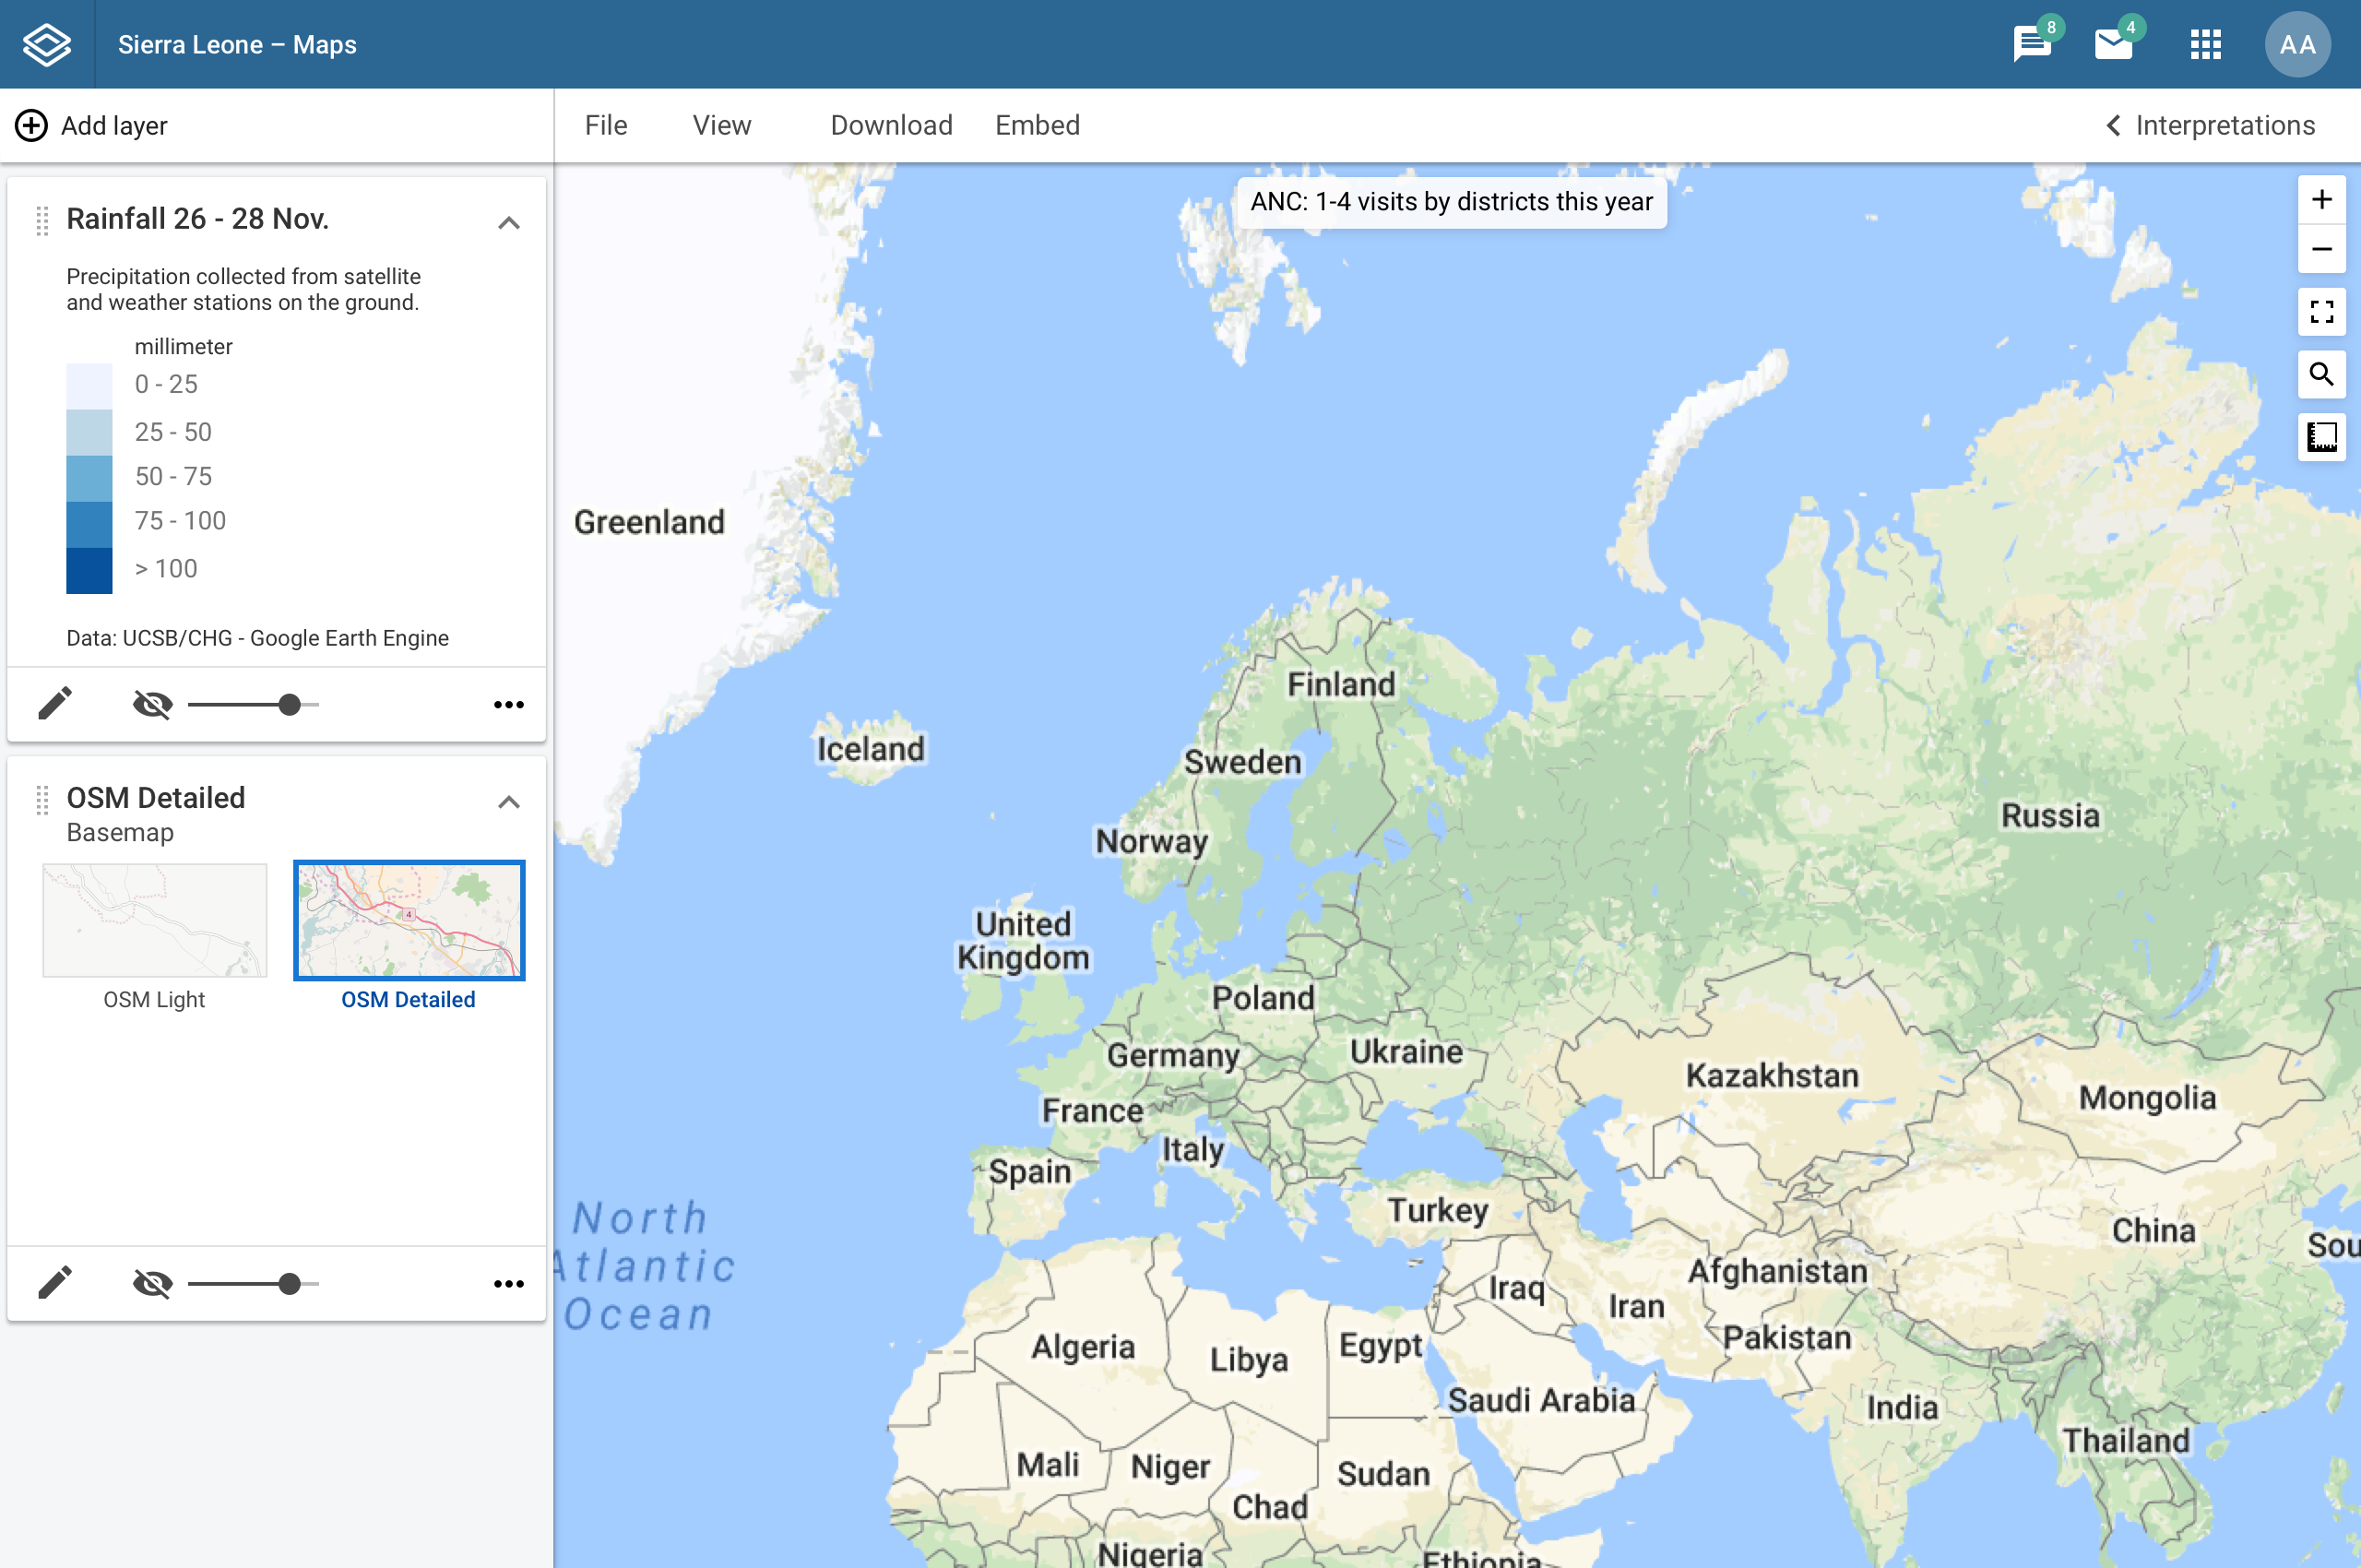 Sierra Leone – Maps
8
4
AA
Add layer
File
View
Download
Embed
Interpretations
Rainfall 26 - 28 Nov.
Precipitation collected from satellite
and weather stations on the ground.
millimeter
0 - 25
25 - 50
50 - 75
75 - 100
> 100
Data: UCSB/CHG - Google Earth Engine
OSM Detailed
Basemap
4
OSM Light
OSM Detailed
ANC: 1-4 visits by districts this year
Greenland
Finland
Iceland
Sweden
Russia
Norway
United
Kingdom
Poland
Germany
Ukraine
Kazakhstan
Mongolia
France
Italy
Spain
North
Atlantic
Ocean
Turkey
China
Sou
Afghanistan
Iraq
Iran
Pakistan
Algeria
Libya
Egypt
Saudi Arabia
India
Thailand
Mali
Niger
Sudan
Chad
Nigeria
Ethiopia